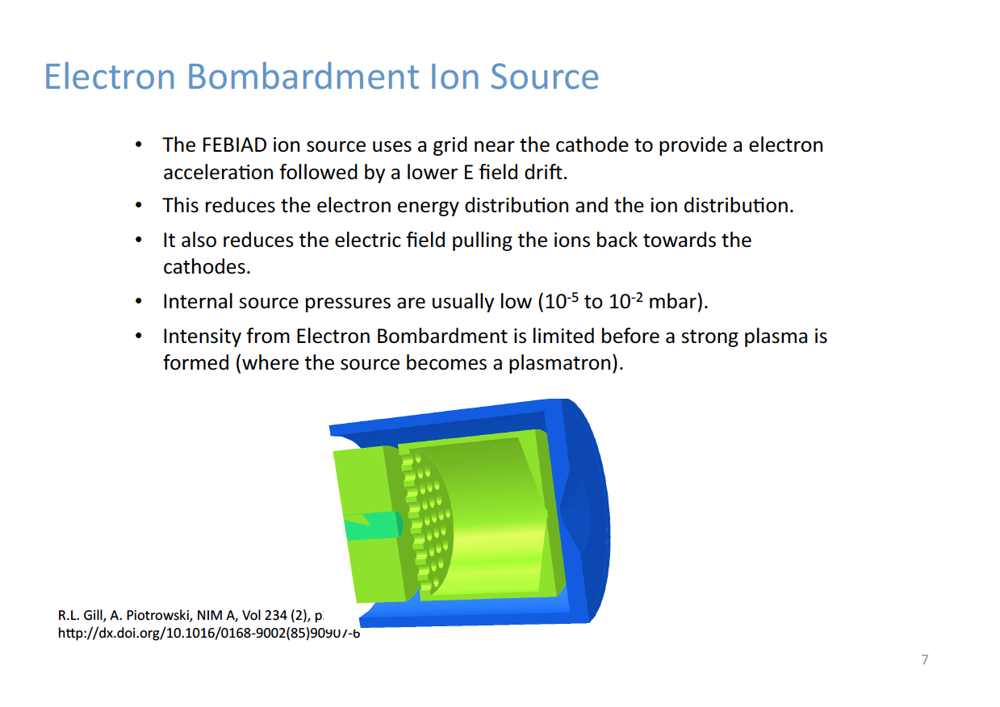 Electron Bombardment Ion Source
• The FEBIAD ion source uses a grid near the cathode to provide a electron
acceleration followed by a lower E field drift.
• This reduces the electron energy distribution and the ion distribution.
• It also reduces the electric field pulling the ions back towards the
cathodes.
• Internal source pressures are usually low (10⁻⁵ to 10⁻² mbar).
• Intensity from Electron Bombardment is limited before a strong plasma is
formed (where the source becomes a plasmatron).
R.L. Gill, A. Piotrowski, NIM A, Vol 234 (2),
http://dx.doi.org/10.1016/0168-9002(85)90907-6
7